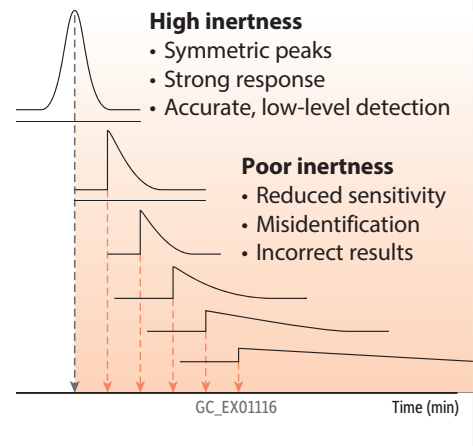 High inertness
• Symmetric peaks
• Strong response
• Accurate, low-level detection
Poor inertness
• Reduced sensitivity
• Misidentification
• Incorrect results
GC_EX01116
Time (min)